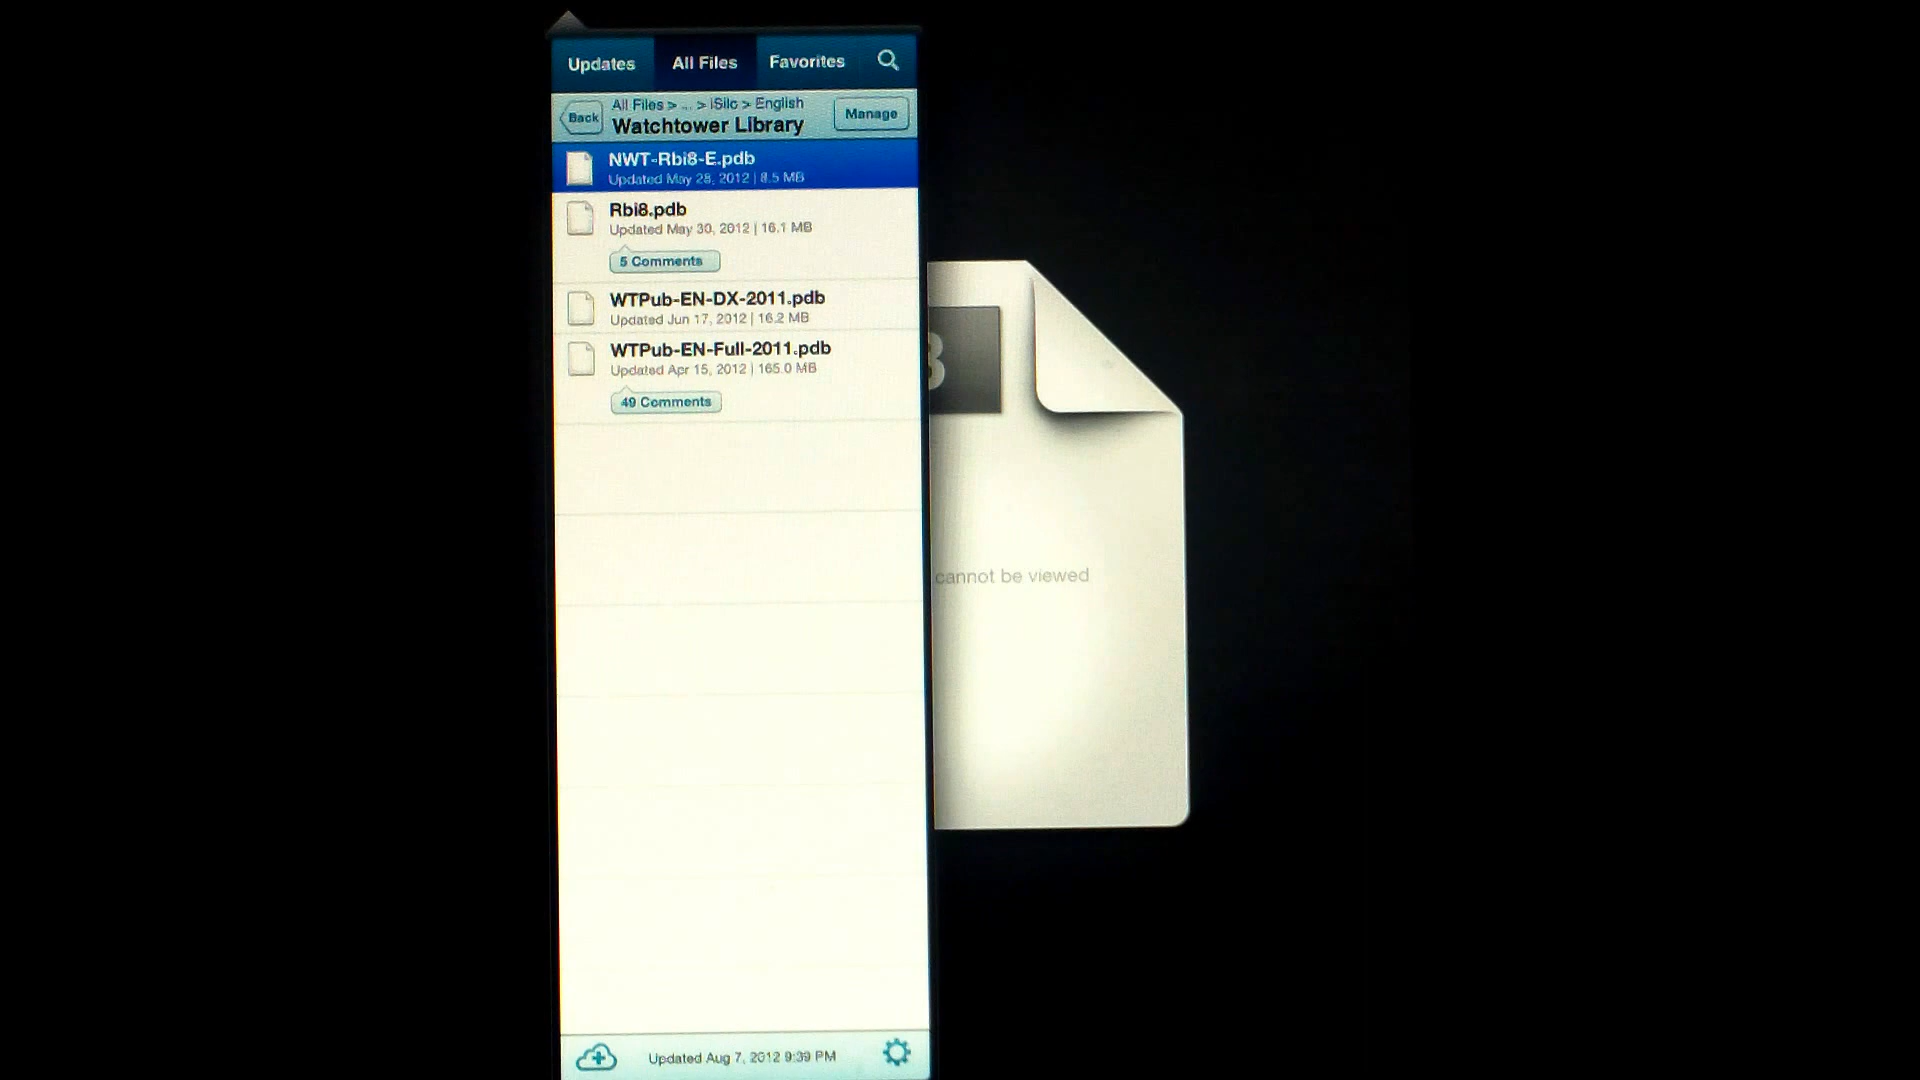 Updates
All Files
Favorites
Back
All Files > ... > iSilo > English
Watchtower Library
Manage
NWT-Rbi8-E.pdb
Updated May 28, 2012 | 8.5 MB
Rbi8.pdb
Updated May 30, 2012 | 16.1 MB
5 Comments
WTPub-EN-DX-2011.pdb
Updated Jun 17, 2012 | 16.2 MB
WTPub-EN-Full-2011.pdb
Updated Apr 15, 2012 | 165.0 MB
49 Comments
cannot be viewed
Updated Aug 7, 2012 9:39 PM